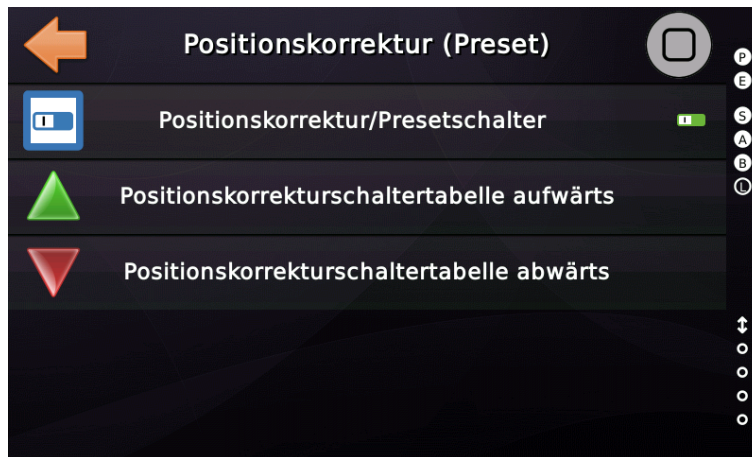 Positionskorrektur (Preset)
Positionskorrektur/Presetschalter
Positionskorrekturschaltertabelle aufwärts
Positionskorrekturschaltertabelle abwärts
P
E
S
A
B
L